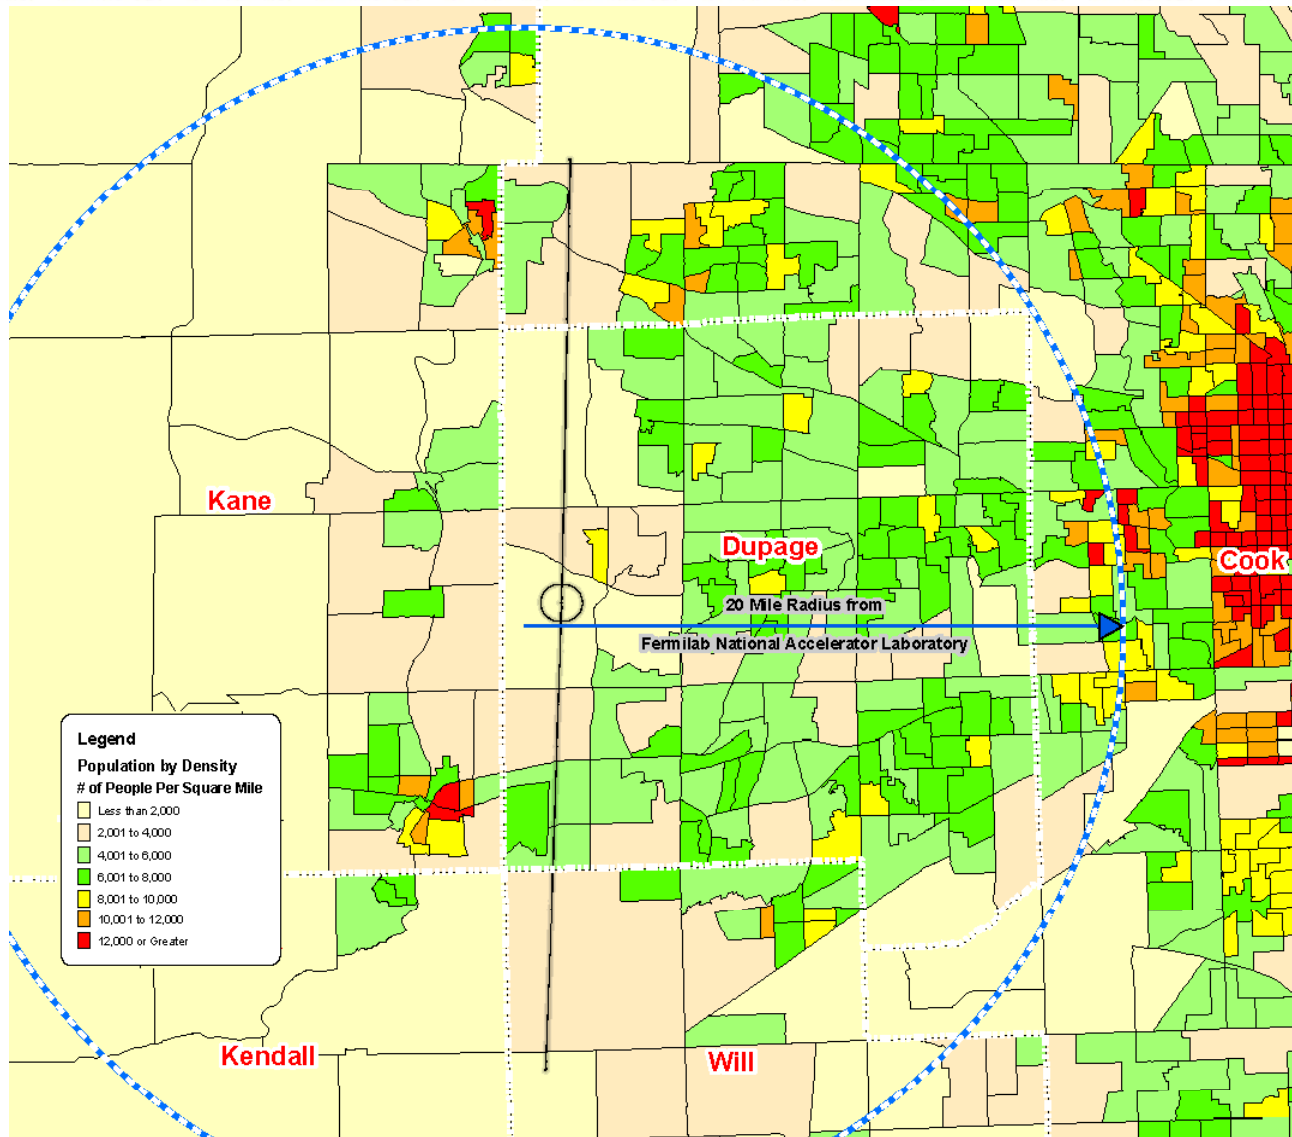 Kane
Dupage
Cook
20 Mile Radius from
Fermilab National Accelerator Laboratory
Legend
Population by Density
# of People Per Square Mile
Less than 2,000
2,001 to 4,000
4,001 to 6,000
6,001 to 8,000
8,001 to 10,000
10,001 to 12,000
12,000 or Greater
Kendall
Will